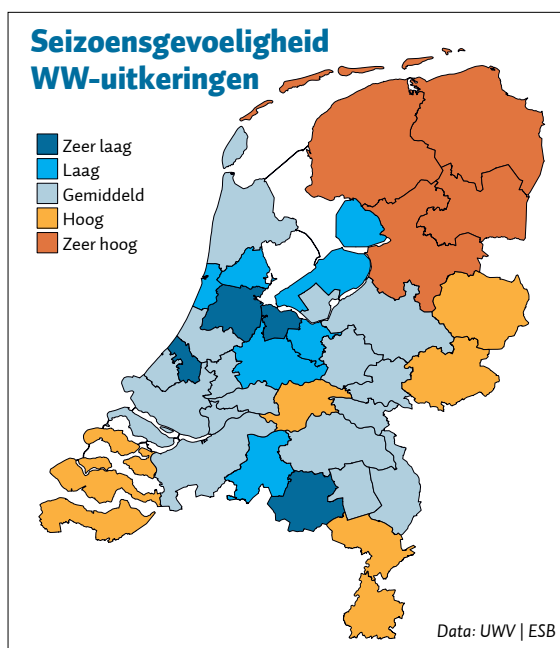 Seizoensgevoeligheid
WW-uitkeringen
Zeer laag
Laag
Gemiddeld
Hoog
Zeer hoog
Data: UWV | ESB